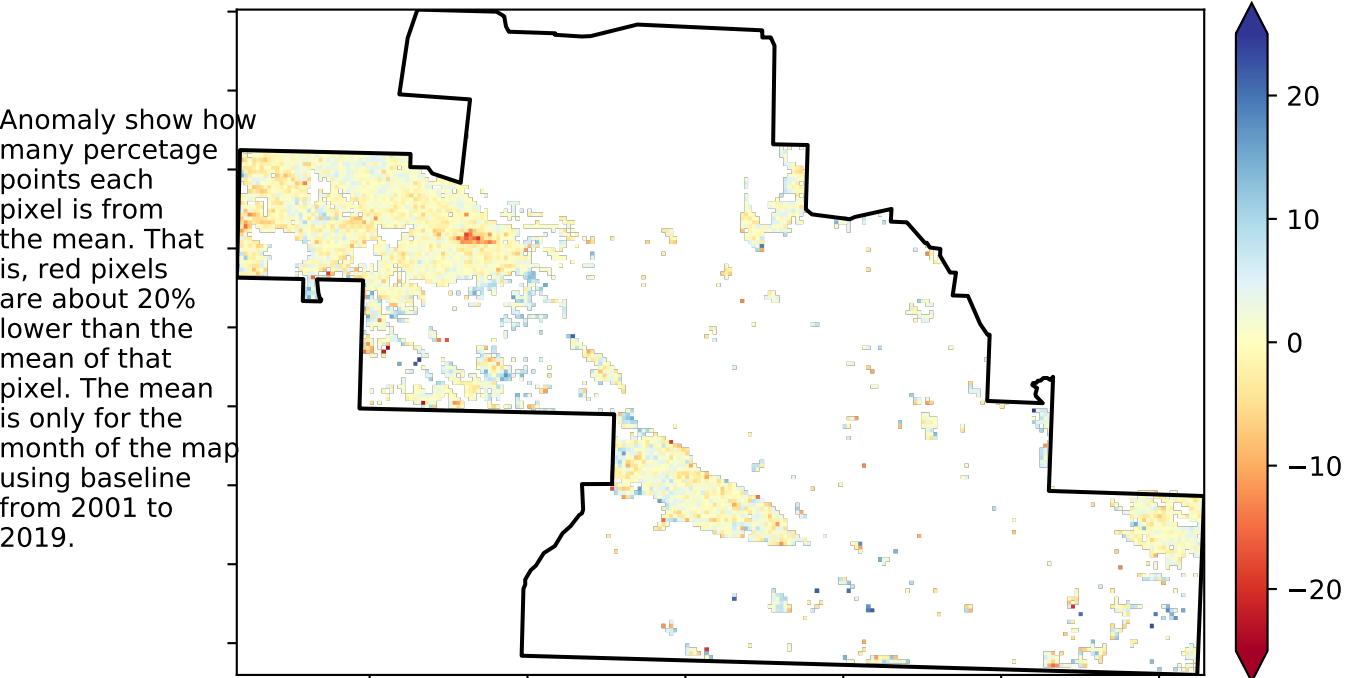 Anomaly show how
many percetage
points each
pixel is from
the mean. That
is, red pixels
are about 20%
lower than the
mean of that
pixel. The mean
is only for the
month of the map
using baseline
from 2001 to
2019.
20
10
0
−10
−20